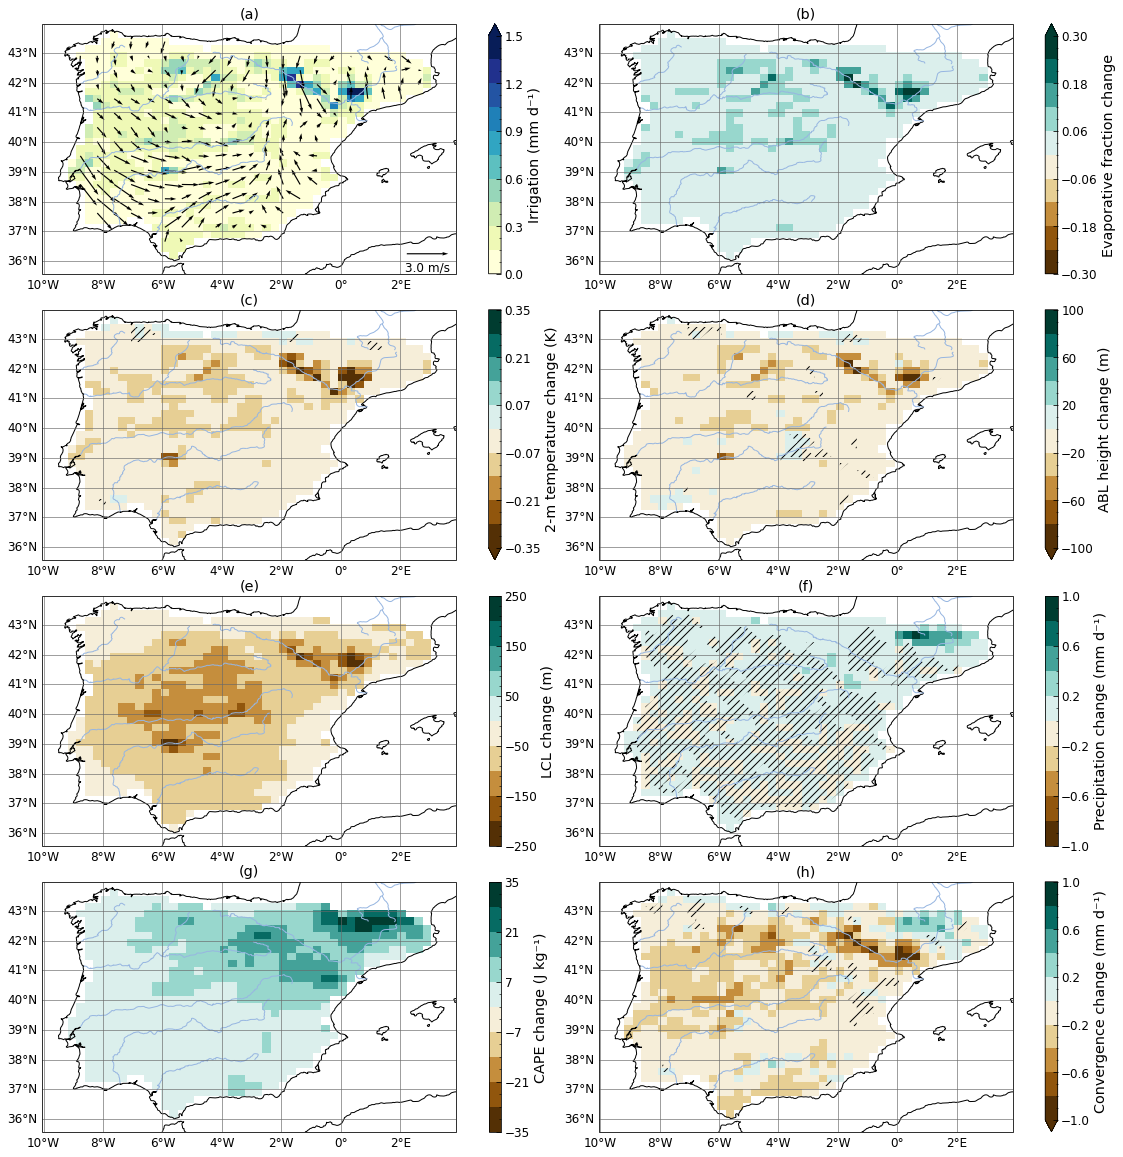 (a)
43°N
42°N
41°N
40°N
39°N
38°N
37°N
36°N
10°W 8°W 6°W 4°W 2°W 0° 2°E
3.0 m/s
1.5
1.2
0.9
0.6
0.3
0.0
Irrigation (mm d⁻¹)
(b)
43°N
42°N
41°N
40°N
39°N
38°N
37°N
36°N
10°W 8°W 6°W 4°W 2°W 0° 2°E
0.30
0.18
0.06
−0.06
−0.18
−0.30
Evaporative fraction change
(c)
43°N
42°N
41°N
40°N
39°N
38°N
37°N
36°N
10°W 8°W 6°W 4°W 2°W 0° 2°E
0.35
0.21
0.07
−0.07
−0.21
−0.35
2-m temperature change (K)
(d)
43°N
42°N
41°N
40°N
39°N
38°N
37°N
36°N
10°W 8°W 6°W 4°W 2°W 0° 2°E
100
60
20
−20
−60
−100
ABL height change (m)
(e)
43°N
42°N
41°N
40°N
39°N
38°N
37°N
36°N
10°W 8°W 6°W 4°W 2°W 0° 2°E
250
150
50
−50
−150
−250
LCL change (m)
(f)
43°N
42°N
41°N
40°N
39°N
38°N
37°N
36°N
10°W 8°W 6°W 4°W 2°W 0° 2°E
1.0
0.6
0.2
−0.2
−0.6
−1.0
Precipitation change (mm d⁻¹)
(g)
43°N
42°N
41°N
40°N
39°N
38°N
37°N
36°N
10°W 8°W 6°W 4°W 2°W 0° 2°E
35
21
7
−7
−21
−35
CAPE change (J kg⁻¹)
(h)
43°N
42°N
41°N
40°N
39°N
38°N
37°N
36°N
10°W 8°W 6°W 4°W 2°W 0° 2°E
1.0
0.6
0.2
−0.2
−0.6
−1.0
Convergence change (mm d⁻¹)